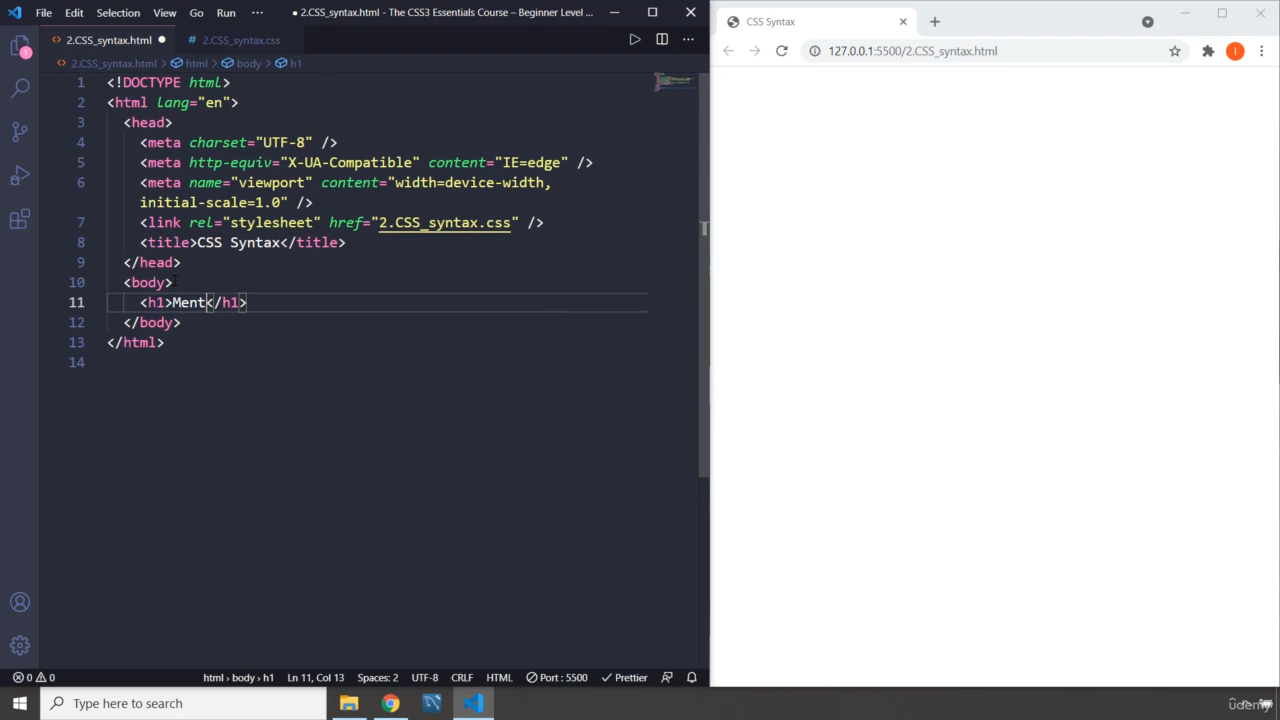 File Edit Selection View Go Run ··· ● 2.CSS_syntax.html - The CSS3 Essentials Course – Beginner Level ...
CSS Syntax
2.CSS_syntax.html ●
# 2.CSS_syntax.css
127.0.0.1:5500/2.CSS_syntax.html
I
2.CSS_syntax.html > html > body > h1
1 <!DOCTYPE html>
2 <html lang="en">
3 <head>
4 <meta charset="UTF-8" />
5 <meta http-equiv="X-UA-Compatible" content="IE=edge" />
6 <meta name="viewport" content="width=device-width,
initial-scale=1.0" />
7 <link rel="stylesheet" href="2.CSS_syntax.css" />
8 <title>CSS Syntax</title>
9 </head>
10 <body>
11 <h1>Ment</h1>
12 </body>
13 </html>
14
0 0 html › body › h1 Ln 11, Col 13 Spaces: 2 UTF-8 CRLF HTML Port : 5500 Prettier
Type here to search
udemy